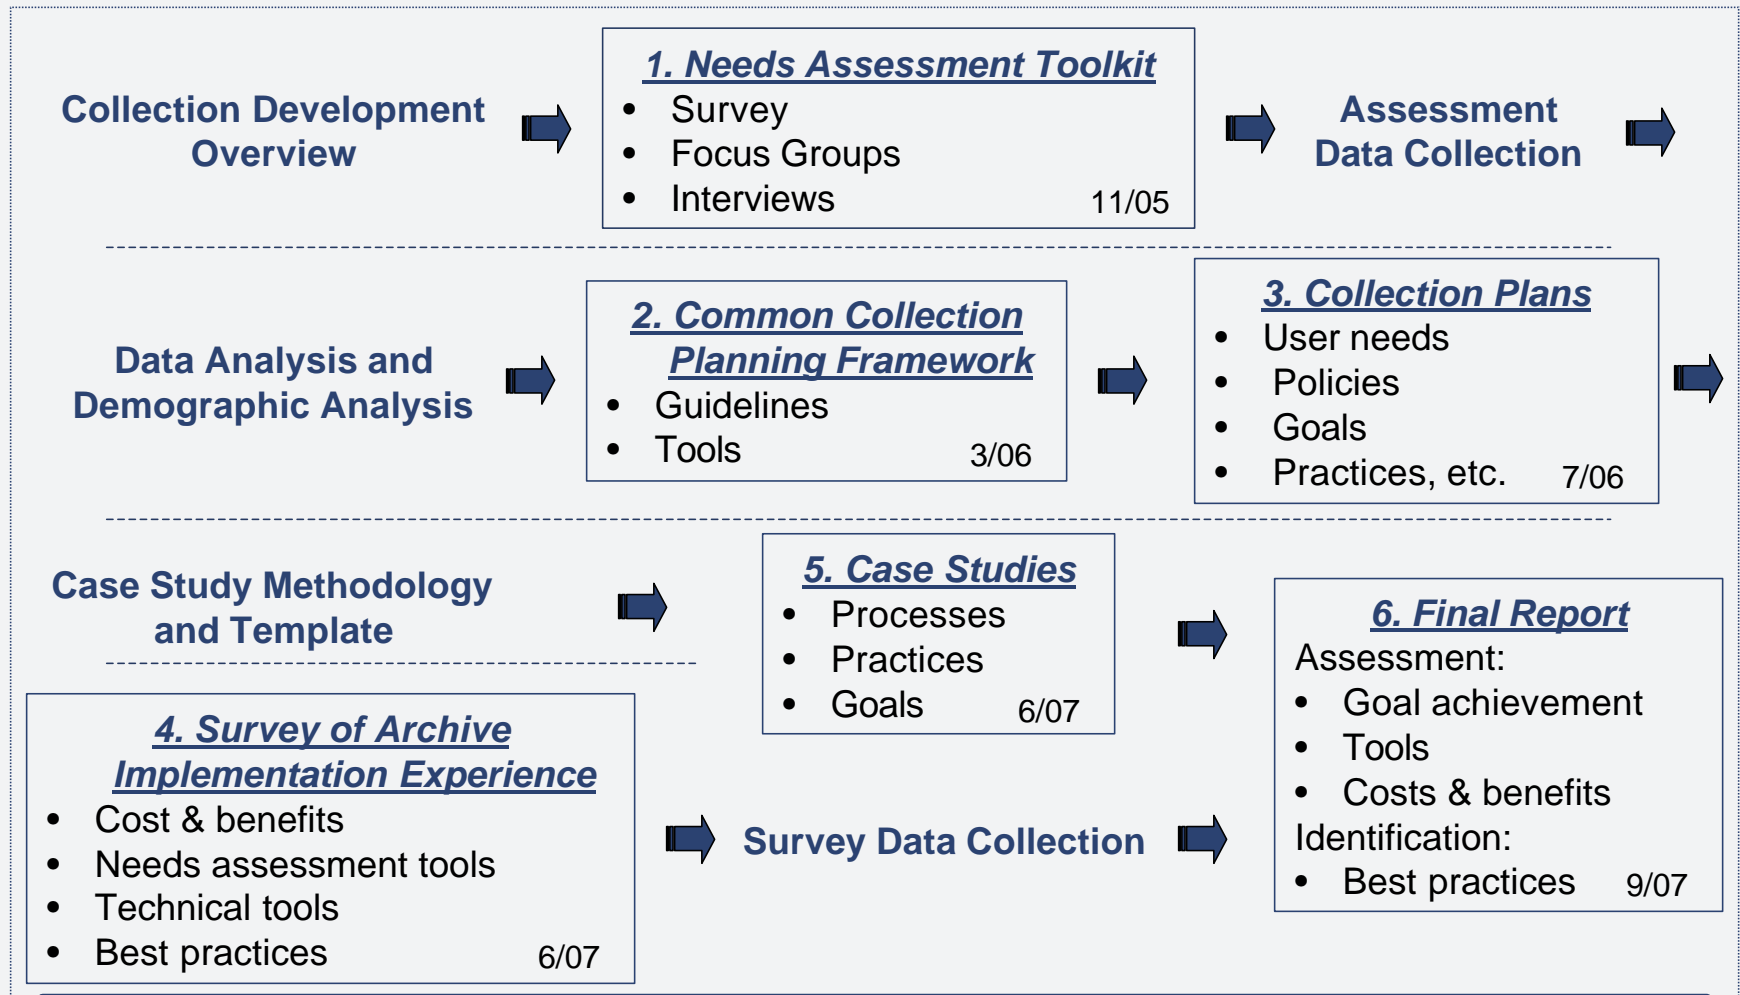 Collection Development
Overview
1. Needs Assessment Toolkit
• Survey
• Focus Groups
• Interviews 11/05
Assessment
Data Collection
Data Analysis and
Demographic Analysis
2. Common Collection
Planning Framework
• Guidelines
• Tools 3/06
3. Collection Plans
• User needs
• Policies
• Goals
• Practices, etc. 7/06
Case Study Methodology
and Template
5. Case Studies
• Processes
• Practices
• Goals 6/07
4. Survey of Archive
Implementation Experience
• Cost & benefits
• Needs assessment tools
• Technical tools
• Best practices 6/07
Survey Data Collection
6. Final Report
Assessment:
• Goal achievement
• Tools
• Costs & benefits
Identification:
• Best practices 9/07